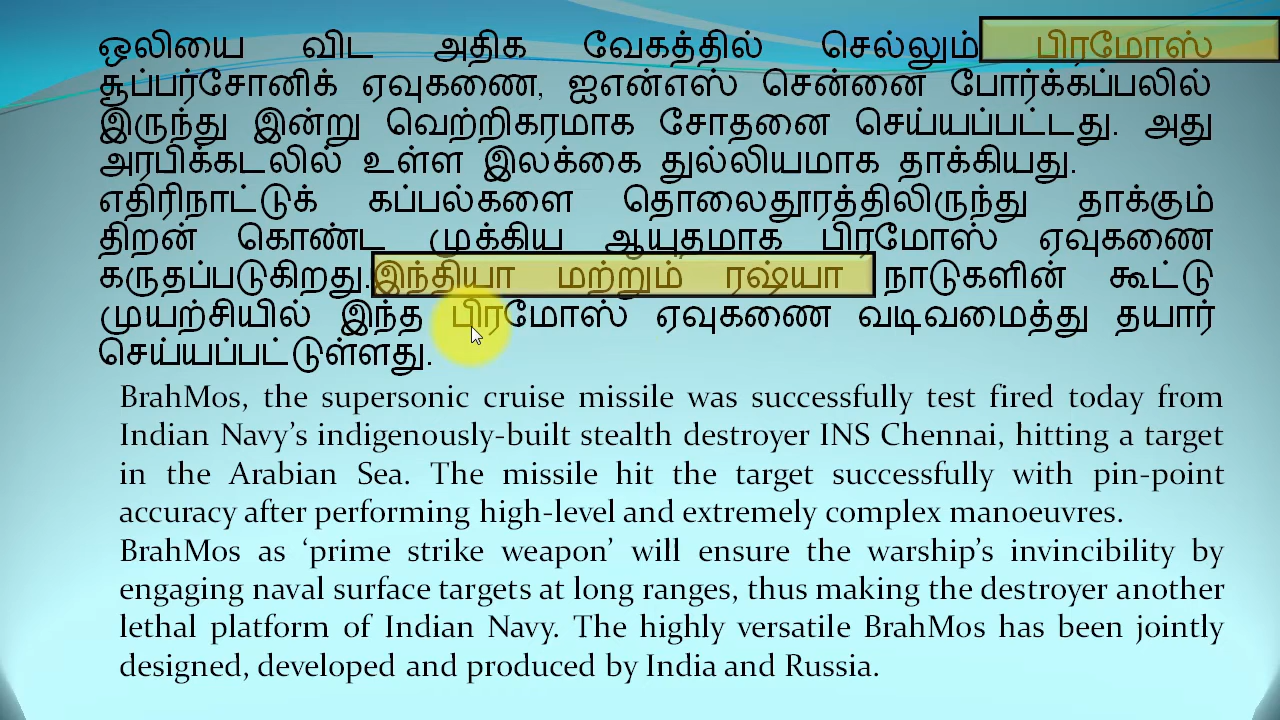 ஒலியை விட அதிக வேகத்தில் செல்லும் பிரமோஸ்
சூப்பர்சோனிக் ஏவுகணை, ஐஎன்எஸ் சென்னை போர்க்கப்பலில்
இருந்து இன்று வெற்றிகரமாக சோதனை செய்யப்பட்டது. அது
அரபிக்கடலில் உள்ள இலக்கை துல்லியமாக தாக்கியது.
எதிரிநாட்டுக் கப்பல்களை தொலைதூரத்திலிருந்து தாக்கும்
திறன் கொண்ட முக்கிய ஆயுதமாக பிரமோஸ் ஏவுகணை
கருதப்படுகிறது.இந்தியா மற்றும் ரஷ்யா நாடுகளின் கூட்டு
முயற்சியில் இந்த பிரமோஸ் ஏவுகணை வடிவமைத்து தயார்
செய்யப்பட்டுள்ளது.
BrahMos, the supersonic cruise missile was successfully test fired today from
Indian Navy’s indigenously-built stealth destroyer INS Chennai, hitting a target
in the Arabian Sea. The missile hit the target successfully with pin-point
accuracy after performing high-level and extremely complex manoeuvres.
BrahMos as ‘prime strike weapon’ will ensure the warship’s invincibility by
engaging naval surface targets at long ranges, thus making the destroyer another
lethal platform of Indian Navy. The highly versatile BrahMos has been jointly
designed, developed and produced by India and Russia.